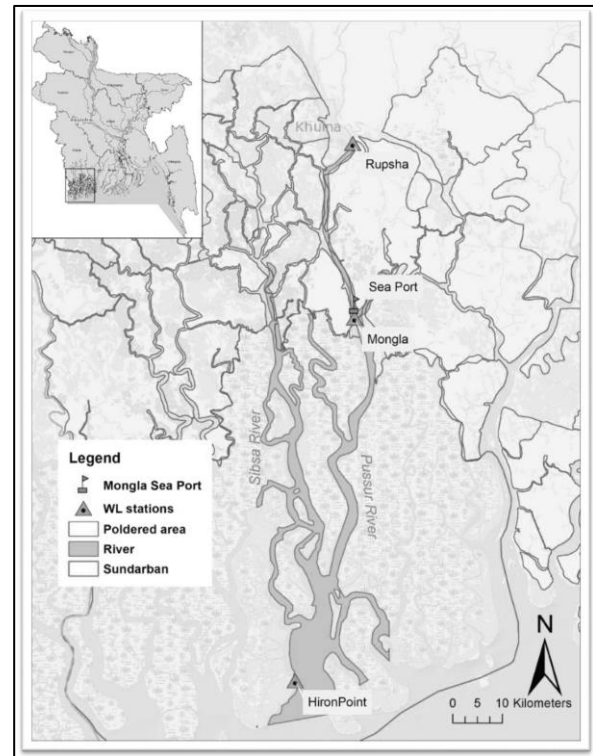 Khulna
Rupsha
Sea Port
Mongla
Sibsa River
Pussur River
Legend
Mongla Sea Port
WL stations
Poldered area
River
Sundarban
HironPoint
N
0 5 10 Kilometers